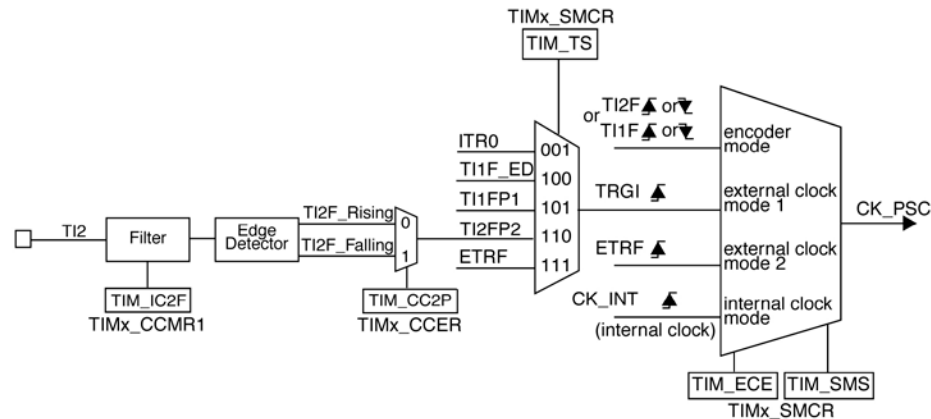 TIMx_SMCR
TIM_TS
TI2F or
or TI1F or
encoder
mode
ITR0
001
TI1F_ED
100
TI1FP1
101
TRGI
external clock
mode 1
CK_PSC
TI2
Filter
Edge
Detector
TI2F_Rising
0
TI2F_Falling
1
TI2FP2
110
ETRF
111
ETRF
external clock
mode 2
CK_INT
(internal clock)
internal clock
mode
TIM_IC2F
TIMx_CCMR1
TIM_CC2P
TIMx_CCER
TIM_ECE
TIM_SMS
TIMx_SMCR